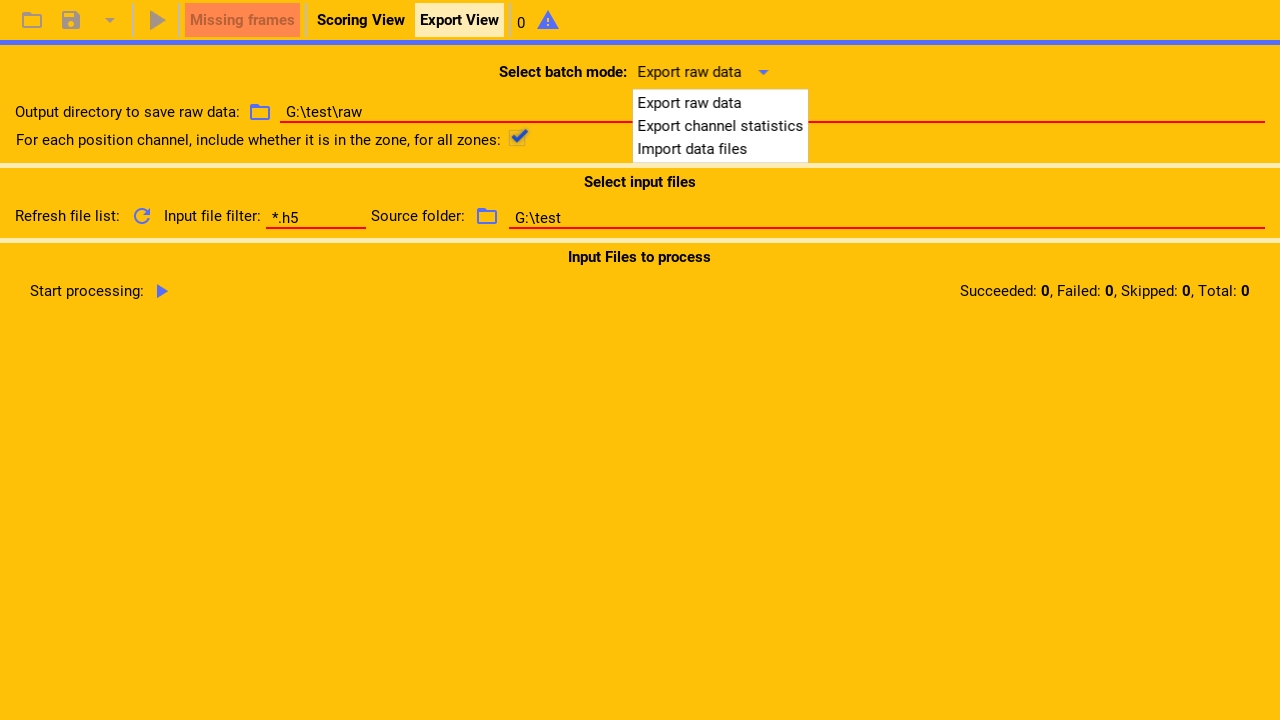 Missing frames Scoring View Export View 0
Select batch mode: Export raw data
Output directory to save raw data: G:\test\raw
Export raw data
Export channel statistics
Import data files
For each position channel, include whether it is in the zone, for all zones:
Select input files
Refresh file list: Input file filter: *.h5 Source folder: G:\test
Input Files to process
Start processing: Succeeded: 0, Failed: 0, Skipped: 0, Total: 0